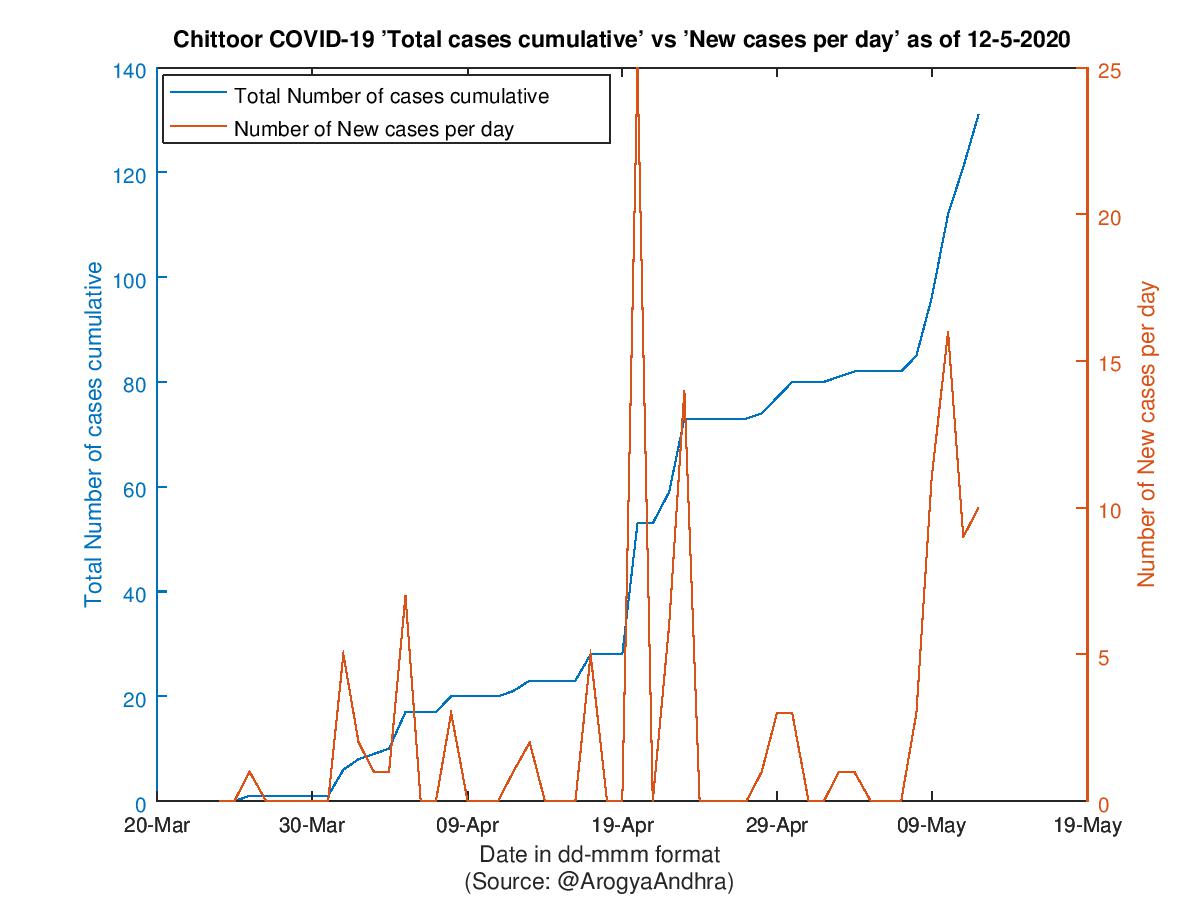 Chittoor COVID-19 ’Total cases cumulative’ vs ’New cases per day’ as of 12-5-2020
Total Number of cases cumulative
Number of New cases per day
140
120
100
80
60
40
20
0
Total Number of cases cumulative
25
20
15
10
5
0
Number of New cases per day
20-Mar 30-Mar 09-Apr 19-Apr 29-Apr 09-May 19-May
Date in dd-mmm format
(Source: @ArogyaAndhra)